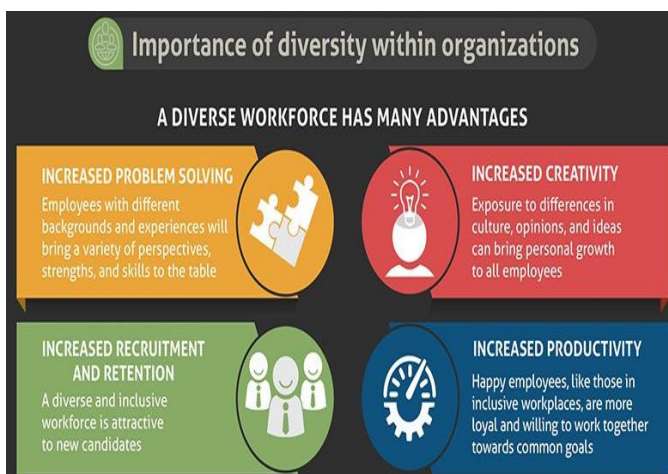 Importance of diversity within organizations
A DIVERSE WORKFORCE HAS MANY ADVANTAGES
INCREASED PROBLEM SOLVING
Employees with different
backgrounds and experiences will
bring a variety of perspectives,
strengths, and skills to the table
INCREASED CREATIVITY
Exposure to differences in
culture, opinions, and ideas
can bring personal growth
to all employees
INCREASED RECRUITMENT
AND RETENTION
A diverse and inclusive
workforce is attractive
to new candidates
INCREASED PRODUCTIVITY
Happy employees, like those in
inclusive workplaces, are more
loyal and willing to work together
towards common goals